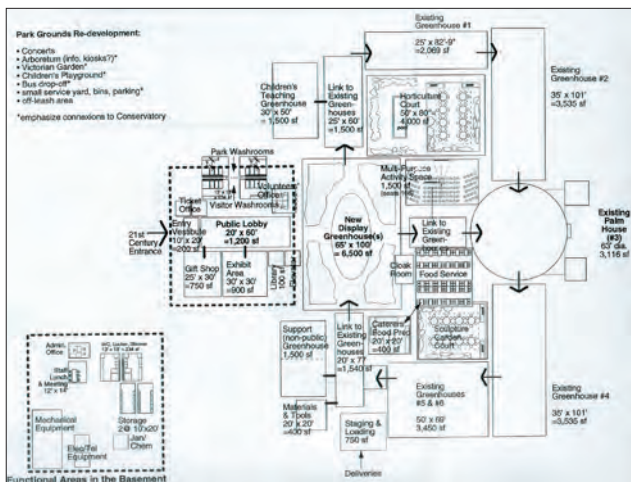 Park Grounds Re-development:
• Concerts
• Arboretum (info, kiosks?)*
• Victorian Garden*
• Children's Playground*
• Bus drop-off*
• small service yard, bins, parking*
• off-leash area
*emphasize connexions to Conservatory
Existing
Greenhouse #1
25' x 82'-9"
=2,069 sf
Existing
Greenhouse #2
35' x 101'
=3,535 sf
Children's
Teaching
Greenhouse
30' x 50'
= 1,500 sf
Link to
Existing
Green-
houses
25' x 60'
=1,500 sf
Horticulture
Court
50' x 80'
4,000 sf
Park Washrooms
Visitor Washrooms
Volunteers'
Office
Ticket
Office
Multi-Purpose
Activity Space
1,500 sf
21st
Century
Entrance
Entry
Vestibule
10' x 20'
=200 sf
Public Lobby
20' x 60'
=1,200 sf
Gift Shop
25' x 30'
=750 sf
Exhibit
Area
30' x 30'
=900 sf
Library
100 sf
New
Display
Greenhouse(s)
65' x 100'
= 6,500 sf
Link to
Existing
Green-
Food Service
Cloak
Room
Existing
Palm
House
(#3)
63' dia.
3,116 sf
Caterers
Food Prep
20' x 20'
=400 sf
Sculpture
Garden
Court
Support
(non-public)
Greenhouse
1,500 sf
Link to
Existing
Green-
houses
20' x 77'
=1,540 sf
Materials
& Tools
20' x 20'
=400 sf
Staging &
Loading
750 sf
Deliveries
Existing
Greenhouses
#5 & #6
50' x 69'
3,450 sf
Existing
Greenhouse #4
35' x 101'
=3,535 sf
Admin.
Office
Staff
Lunch
& Meeting
12' x 14'
Mechanical
Equipment
Storage
2@ 10'x20'
Elec/Tel
Equipment
Jan/
Chem
Functional Areas in the Basement